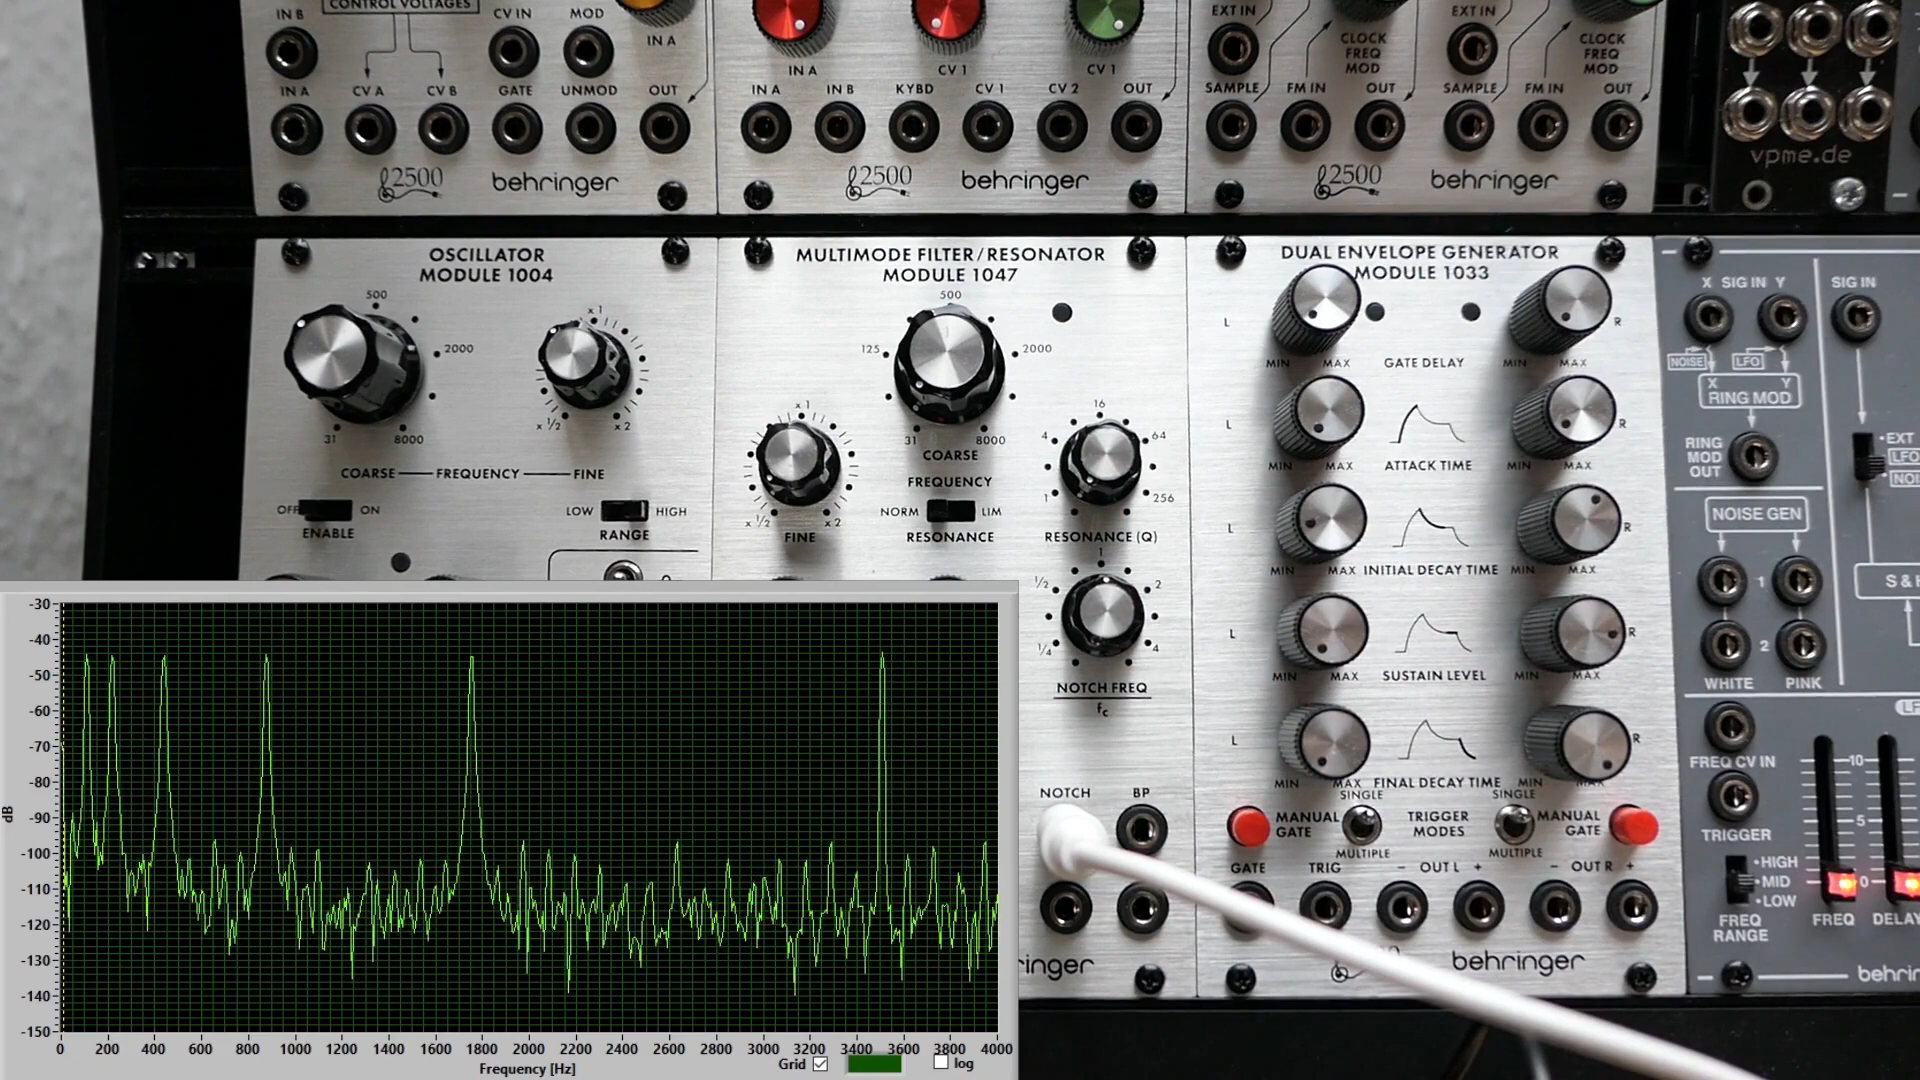 CONTROL VOLTAGES
IN B
CV IN MOD
IN A
IN A CV A CV B GATE UNMOD OUT
2500 behringer
IN A CV 1 CV 1
IN A IN B KYBD CV 1 CV 2 OUT
2500 behringer
EXT IN EXT IN
CLOCK FREQ MOD CLOCK FREQ MOD
SAMPLE FM IN OUT SAMPLE FM IN OUT
2500 behringer
vpme.de
OSCILLATOR
MODULE 1004
500 x1
2000
31 8000 x 1/2 x 2
COARSE FREQUENCY FINE
OFF ON LOW HIGH
ENABLE RANGE
MULTIMODE FILTER/RESONATOR
MODULE 1047
500
125 2000
x1 16
31 8000 4 64
COARSE
FREQUENCY
1 256
x 1/2 x 2 NORM LIM
FINE RESONANCE RESONANCE (Q)
1
1/2 2
1/4 4
NOTCH FREQ
fc
NOTCH BP
inger
DUAL ENVELOPE GENERATOR
MODULE 1033
L R
MIN MAX GATE DELAY MIN MAX
L R
MIN MAX ATTACK TIME MIN MAX
L R
MIN MAX INITIAL DECAY TIME MIN MAX
L R
MIN MAX SUSTAIN LEVEL MIN MAX
L R
MIN MAX FINAL DECAY TIME MIN MAX
SINGLE SINGLE
MANUAL GATE TRIGGER MODES MANUAL GATE
MULTIPLE MULTIPLE
GATE TRIG − OUT L + − OUT R +
behringer
X SIG IN Y SIG IN
NOISE LFO
X Y
RING MOD
RING MOD OUT
EXT
LFO
NOI
NOISE GEN
1
S & H
2
WHITE PINK
LF
FREQ CV IN
10
TRIGGER
5
HIGH
MID
LOW
0
FREQ RANGE FREQ DELAY
behrin
-30
-40
-50
-60
-70
-80
dB
-90
-100
-110
-120
-130
-140
-150
0 200 400 600 800 1000 1200 1400 1600 1800 2000 2200 2400 2600 2800 3000 3200 3400 3600 3800 4000
Frequency [Hz] Grid log